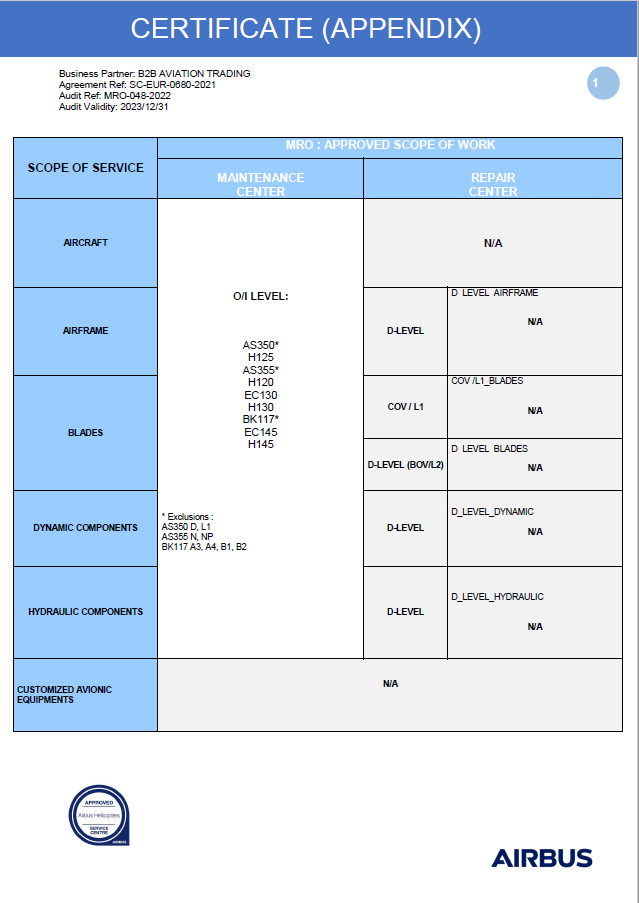 CERTIFICATE (APPENDIX)
Business Partner: B2B AVIATION TRADING
Agreement Ref: SC-EUR-0680-2021
Audit Ref: MRO-048-2022
Audit Validity: 2023/12/31
1
SCOPE OF SERVICE
MRO : APPROVED SCOPE OF WORK
MAINTENANCE
CENTER
REPAIR
CENTER
AIRCRAFT
N/A
O/I LEVEL:
AS350*
H125
AS355*
H120
EC130
H130
BK117*
EC145
H145
* Exclusions :
AS350 D, L1
AS355 N, NP
BK117 A3, A4, B1, B2
AIRFRAME
D-LEVEL
D_LEVEL_AIRFRAME
N/A
BLADES
COV / L1
COV /L1_BLADES
N/A
D-LEVEL (BOV/L2)
D_LEVEL_BLADES
N/A
DYNAMIC COMPONENTS
D-LEVEL
D_LEVEL_DYNAMIC
N/A
HYDRAULIC COMPONENTS
D-LEVEL
D_LEVEL_HYDRAULIC
N/A
CUSTOMIZED AVIONIC
EQUIPMENTS
N/A
APPROVED
Airbus Helicopters
SERVICE
CENTRE
AIRBUS
AIRBUS